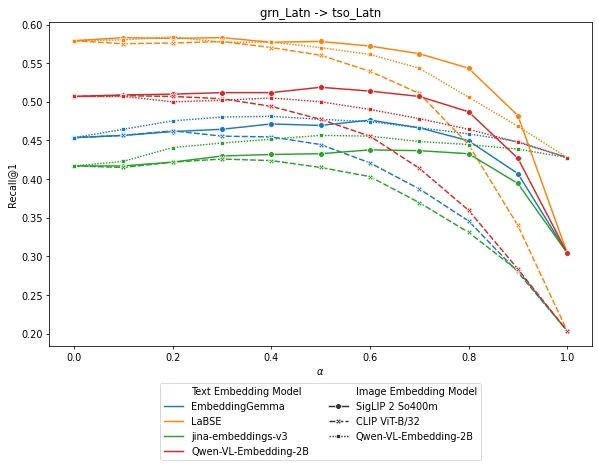 grn_Latn -> tso_Latn
Recall@1
0.60
0.55
0.50
0.45
0.40
0.35
0.30
0.25
0.20
0.0 0.2 0.4 0.6 0.8 1.0
α
Text Embedding Model
EmbeddingGemma
LaBSE
jina-embeddings-v3
Qwen-VL-Embedding-2B
Image Embedding Model
SigLIP 2 So400m
CLIP ViT-B/32
Qwen-VL-Embedding-2B